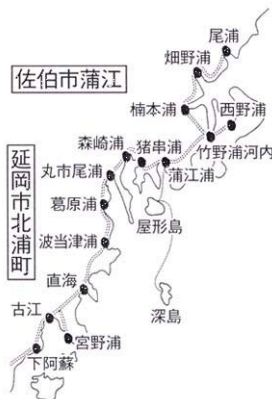 尾浦
畑野浦
佐伯市蒲江
楠本浦
西野浦
竹野浦河内
森崎浦
猪串浦
蒲江浦
丸市尾浦
延岡市北浦町
葛原浦
屋形島
波当津浦
直海
深島
古江
宮野浦
下阿蘇